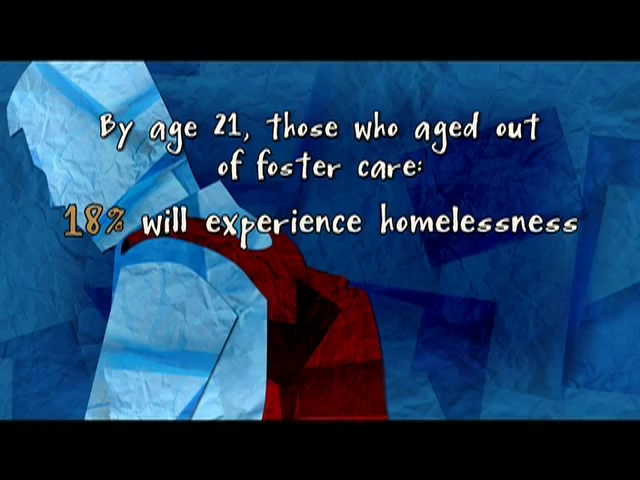 By age 21, those who aged out
of foster care:
18% will experience homelessness